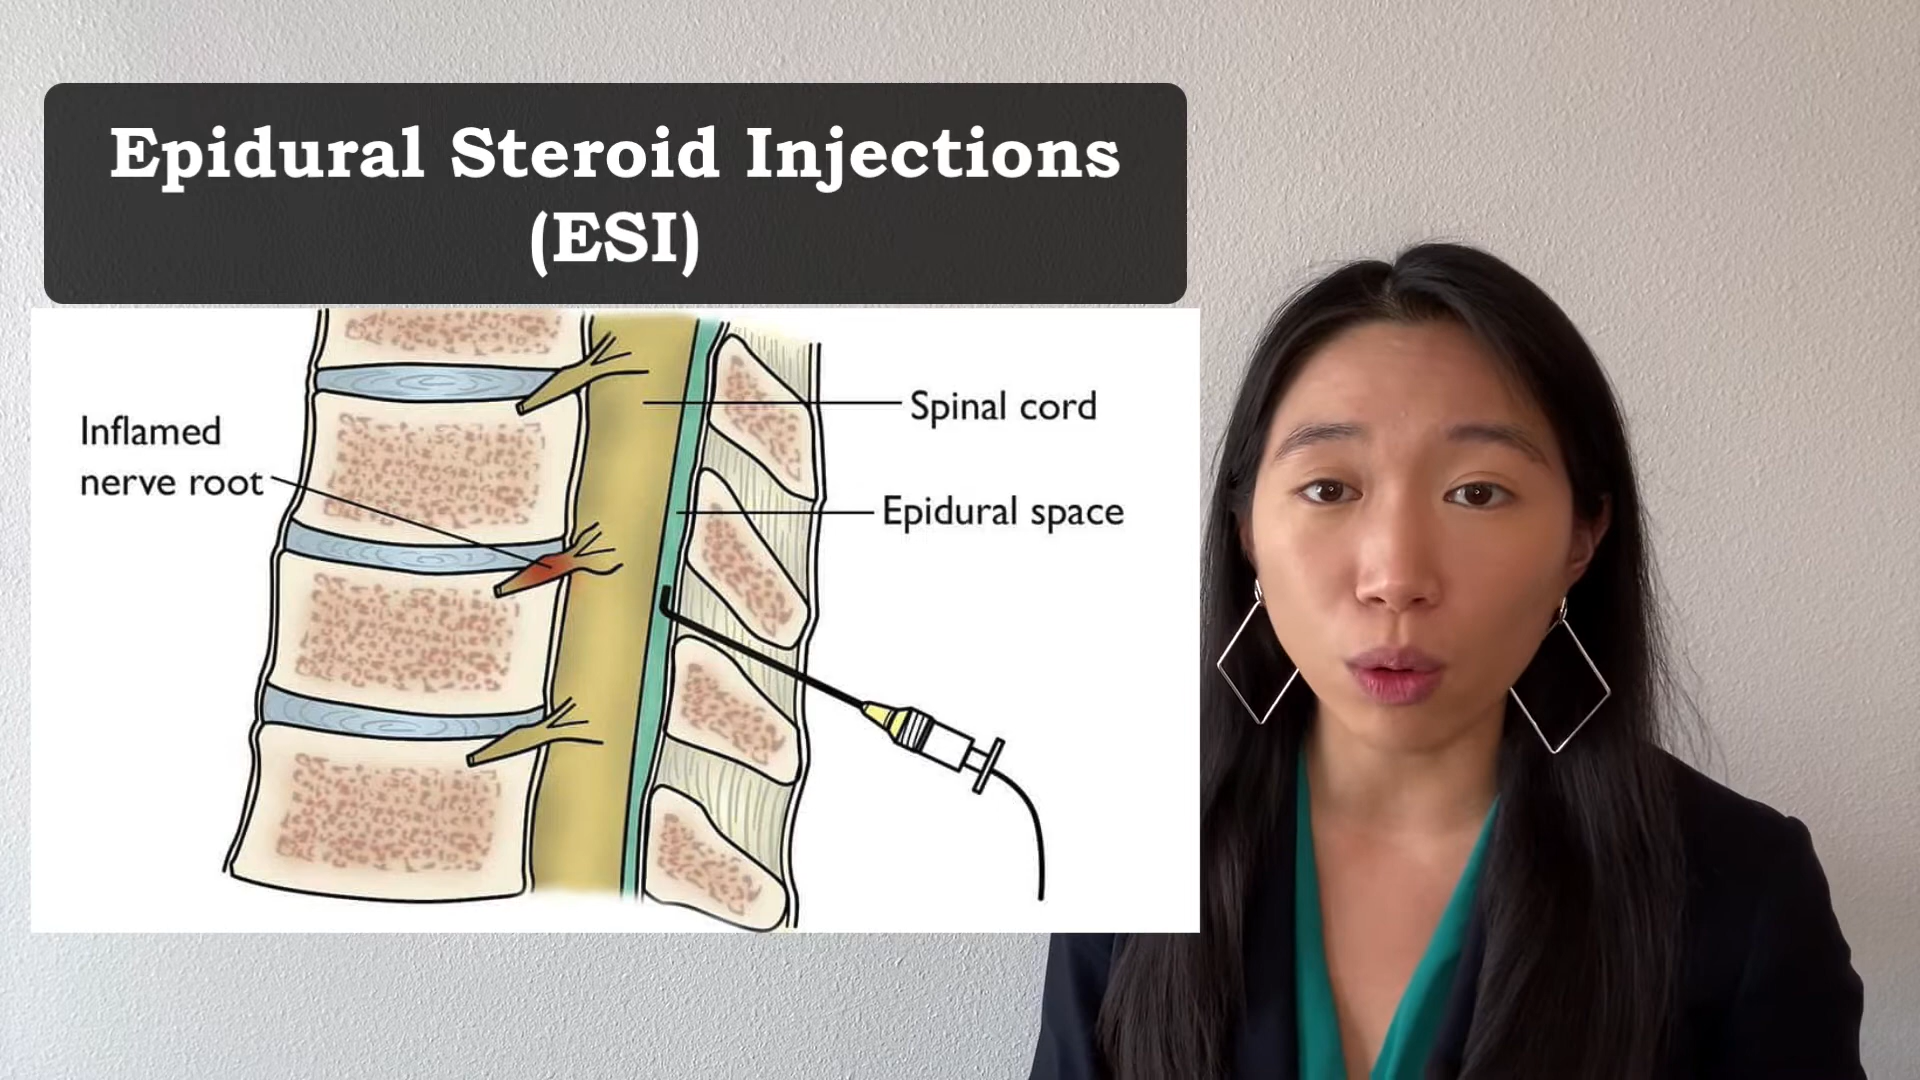 Epidural Steroid Injections
(ESI)
Inflamed
nerve root
Spinal cord
Epidural space